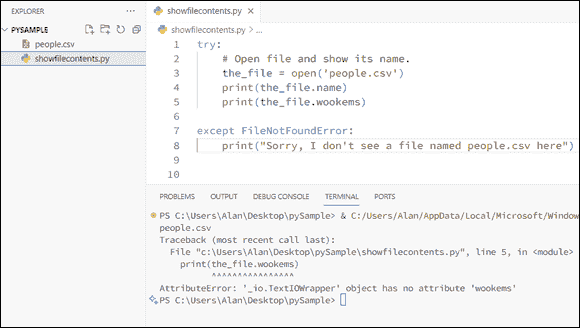 EXPLORER
PYSAMPLE
people.csv
showfilecontents.py
showfilecontents.py
showfilecontents.py > ...
1 try:
2     # Open file and show its name.
3     the_file = open('people.csv')
4     print(the_file.name)
5     print(the_file.wookems)
6
7 except FileNotFoundError:
8     print("Sorry, I don't see a file named people.csv here")
9
10
PROBLEMS OUTPUT DEBUG CONSOLE TERMINAL PORTS
PS C:\Users\Alan\Desktop\pySample> & C:/Users/Alan/AppData/Local/Microsoft/Window
people.csv
Traceback (most recent call last):
  File "c:\Users\Alan\Desktop\pySample\showfilecontents.py", line 5, in <module>
    print(the_file.wookems)
          ^^^^^^^^^^^^^^^^
AttributeError: '_io.TextIOWrapper' object has no attribute 'wookems'
PS C:\Users\Alan\Desktop\pySample>